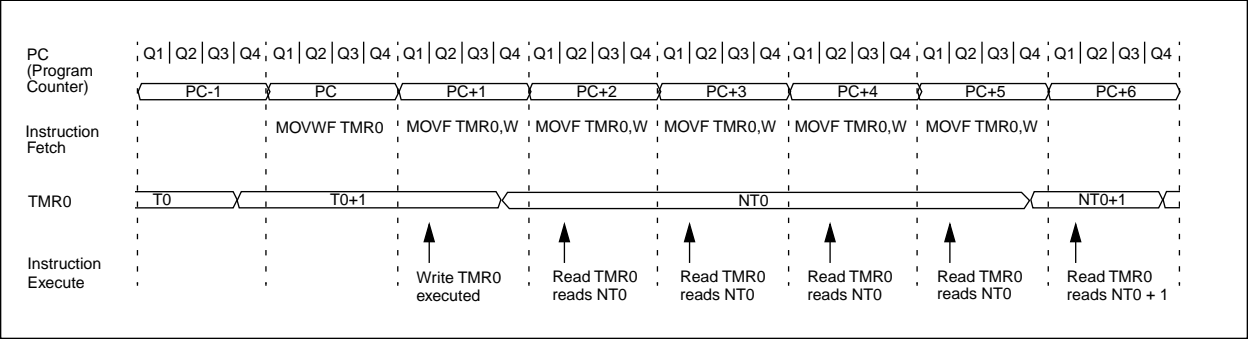 PC
(Program
Counter)
Q1 Q2 Q3 Q4 Q1 Q2 Q3 Q4 Q1 Q2 Q3 Q4 Q1 Q2 Q3 Q4 Q1 Q2 Q3 Q4 Q1 Q2 Q3 Q4 Q1 Q2 Q3 Q4 Q1 Q2 Q3 Q4
PC-1 PC PC+1 PC+2 PC+3 PC+4 PC+5 PC+6
Instruction
Fetch
MOVWF TMR0 MOVF TMR0,W MOVF TMR0,W MOVF TMR0,W MOVF TMR0,W MOVF TMR0,W
TMR0
T0 T0+1 NT0 NT0+1
Instruction
Execute
Write TMR0
executed
Read TMR0
reads NT0
Read TMR0
reads NT0
Read TMR0
reads NT0
Read TMR0
reads NT0
Read TMR0
reads NT0 + 1